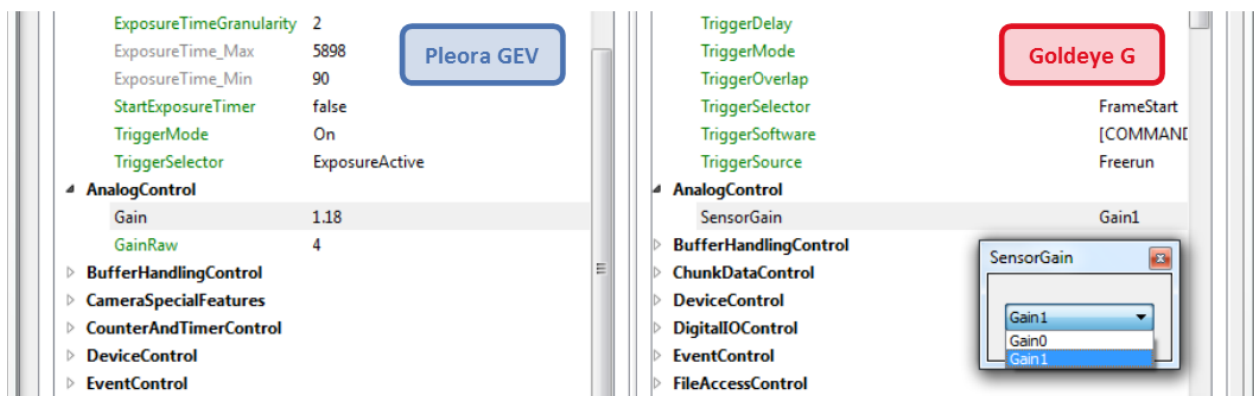 ExposureTimeGranularity 2
ExposureTime_Max 5898
ExposureTime_Min 90
StartExposureTimer false
TriggerMode On
TriggerSelector ExposureActive
AnalogControl
Gain 1.18
GainRaw 4
BufferHandlingControl
CameraSpecialFeatures
CounterAndTimerControl
DeviceControl
EventControl
Pleora GEV
TriggerDelay
TriggerMode
TriggerOverlap
TriggerSelector FrameStart
TriggerSoftware [COMMAND
TriggerSource Freerun
AnalogControl
SensorGain Gain1
BufferHandlingControl
ChunkDataControl
DeviceControl
DigitalIOControl
EventControl
FileAccessControl
Goldeye G
SensorGain
Gain1
Gain0
Gain1